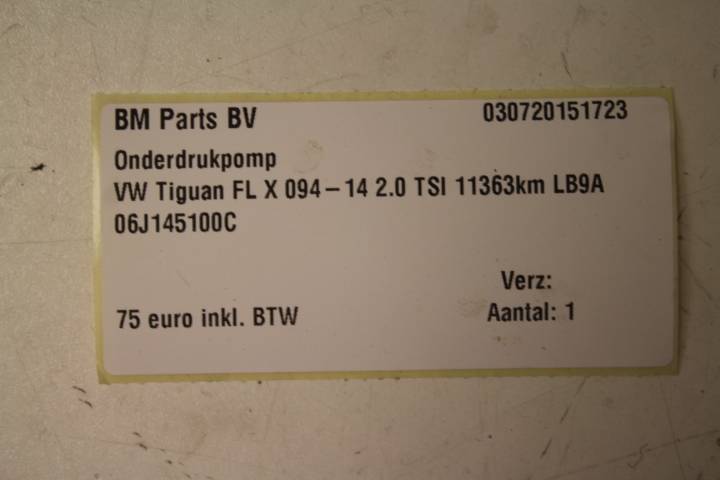 BM Parts BV 030720151723
Onderdrukpomp
VW Tiguan FL X 094-14 2.0 TSI 11363km LB9A
06J145100C
Verz:
75 euro inkl. BTW Aantal: 1